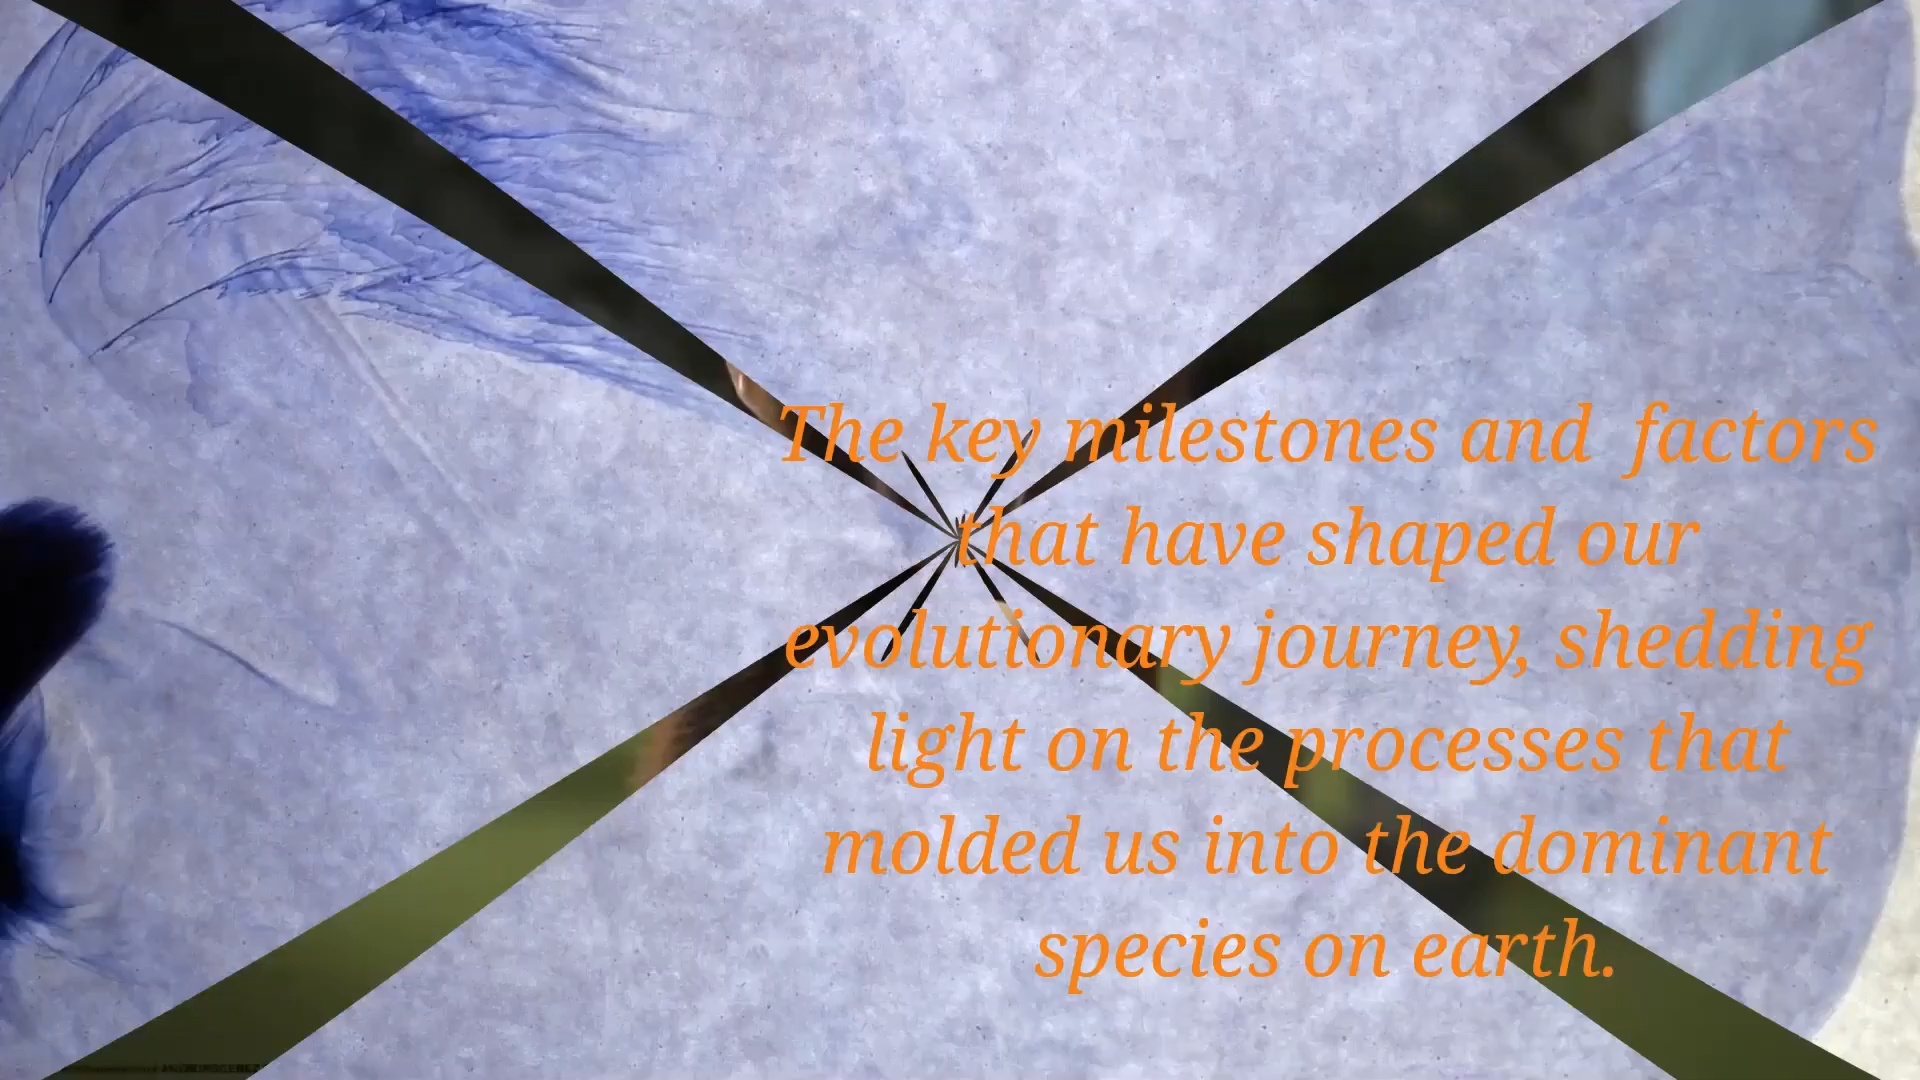 The key milestones and  factors
that have shaped our
evolutionary journey, shedding
light on the processes that
molded us into the dominant
species on earth.